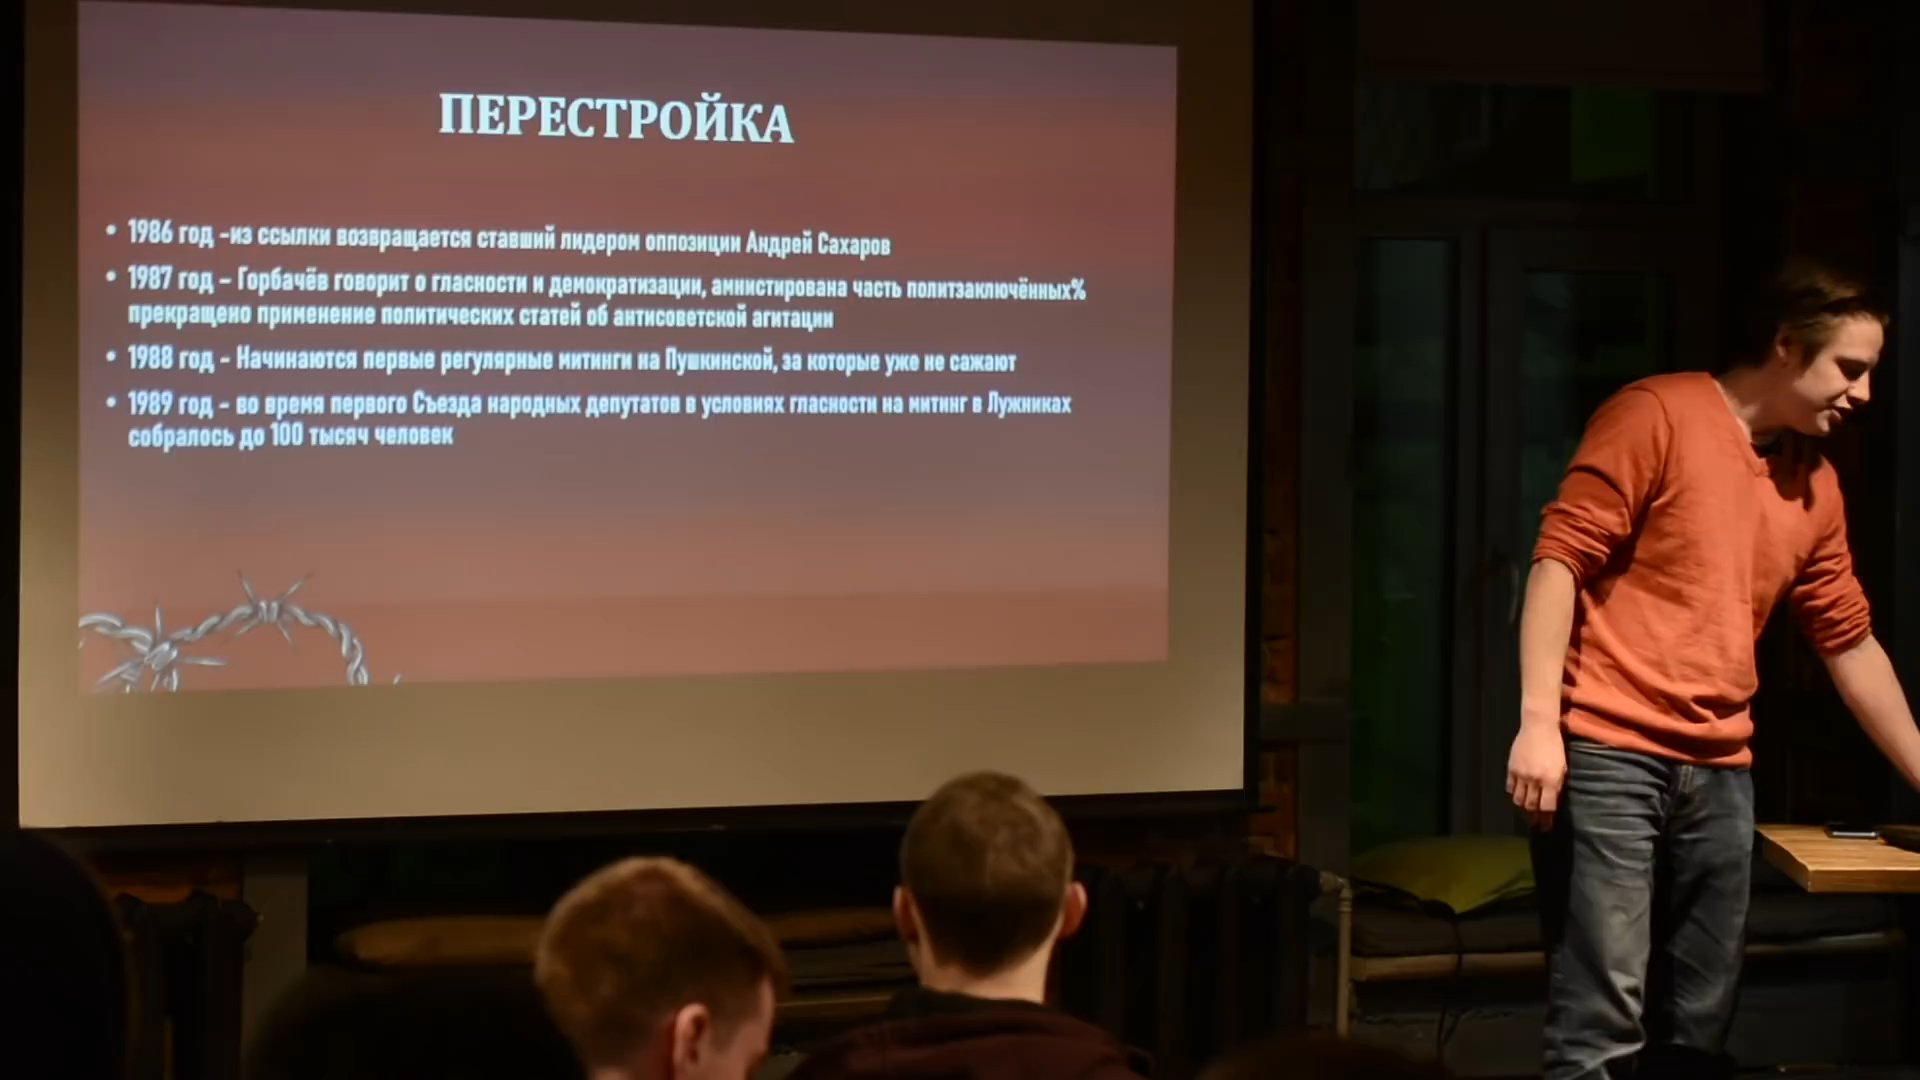 ПЕРЕСТРОЙКА
• 1986 год -из ссылки возвращается ставший лидером оппозиции Андрей Сахаров
• 1987 год – Горбачёв говорит о гласности и демократизации, амнистирована часть политзаключённых%
прекращено применение политических статей об антисоветской агитации
• 1988 год – Начинаются первые регулярные митинги на Пушкинской, за которые уже не сажают
• 1989 год – во время первого Съезда народных депутатов в условиях гласности на митинг в Лужниках
собралось до 100 тысяч человек